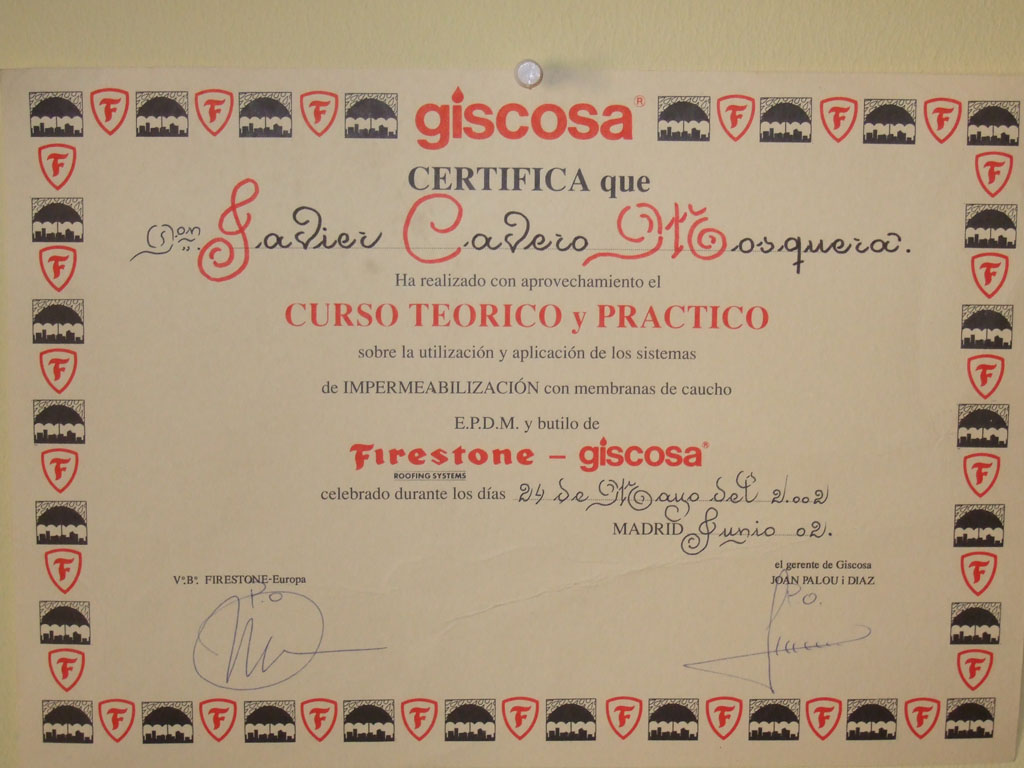 giscosa®
CERTIFICA que
Don. Javier Cavero Mosquera.
Ha realizado con aprovechamiento el
CURSO TEORICO y PRACTICO
sobre la utilización y aplicación de los sistemas
de IMPERMEABILIZACIÓN con membranas de caucho
E.P.D.M. y butilo de
Firestone – giscosa®
ROOFING SYSTEMS
celebrado durante los días 24 de Mayo del 2.002
MADRID Junio 02.
el gerente de Giscosa
Vº.Bº. FIRESTONE-Europa
JOAN PALOU i DIAZ
P.O
P.O.